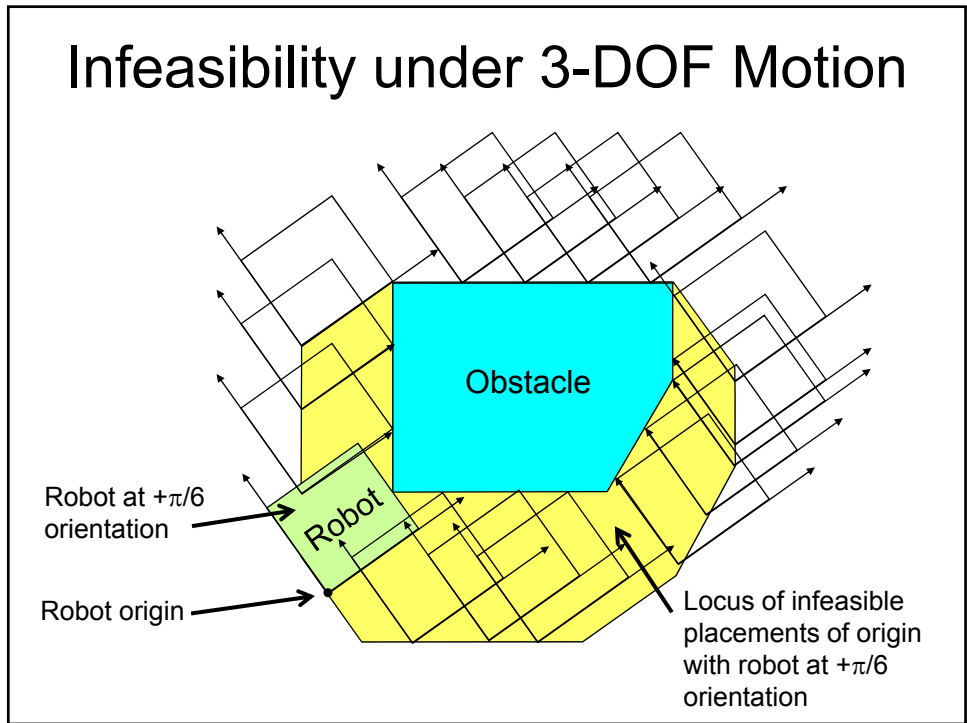 Infeasibility under 3-DOF Motion
Obstacle
Robot at +π/6
orientation
Robot
Robot origin
Locus of infeasible
placements of origin
with robot at +π/6
orientation